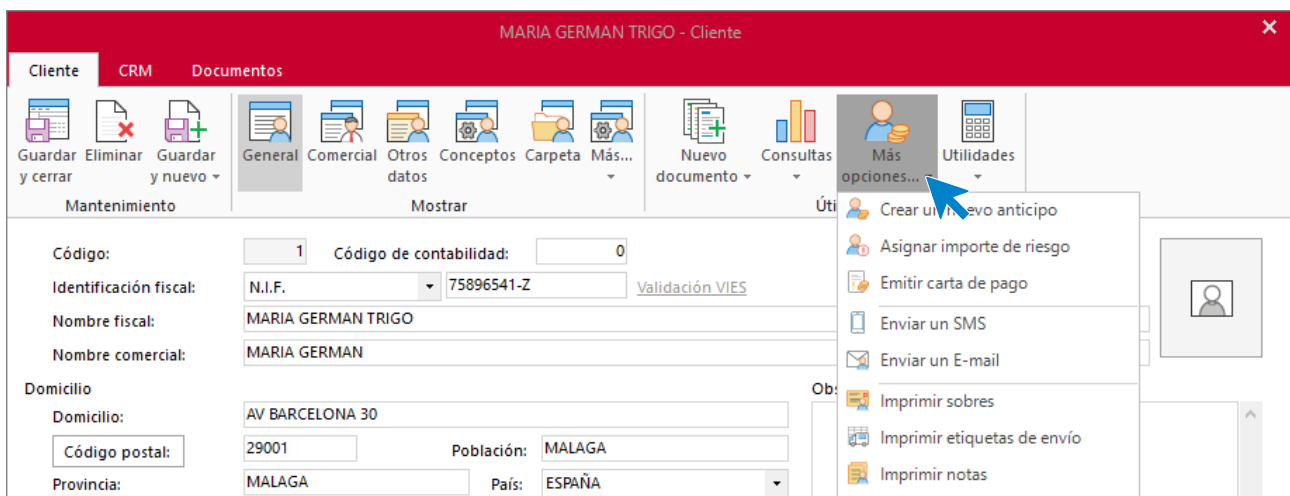 MARIA GERMAN TRIGO - Cliente
Cliente CRM Documentos
Guardar y cerrar
Eliminar
Guardar y nuevo
General
Comercial
Otros datos
Conceptos
Carpeta
Más...
Nuevo documento
Consultas
Más opciones...
Utilidades
Mantenimiento
Mostrar
Crear un nuevo anticipo
Asignar importe de riesgo
Emitir carta de pago
Enviar un SMS
Enviar un E-mail
Imprimir sobres
Imprimir etiquetas de envío
Imprimir notas
Código: 1 Código de contabilidad: 0
Identificación fiscal: N.I.F. 75896541-Z Validación VIES
Nombre fiscal: MARIA GERMAN TRIGO
Nombre comercial: MARIA GERMAN
Domicilio
Domicilio: AV BARCELONA 30
Código postal: 29001 Población: MALAGA
Provincia: MALAGA País: ESPAÑA